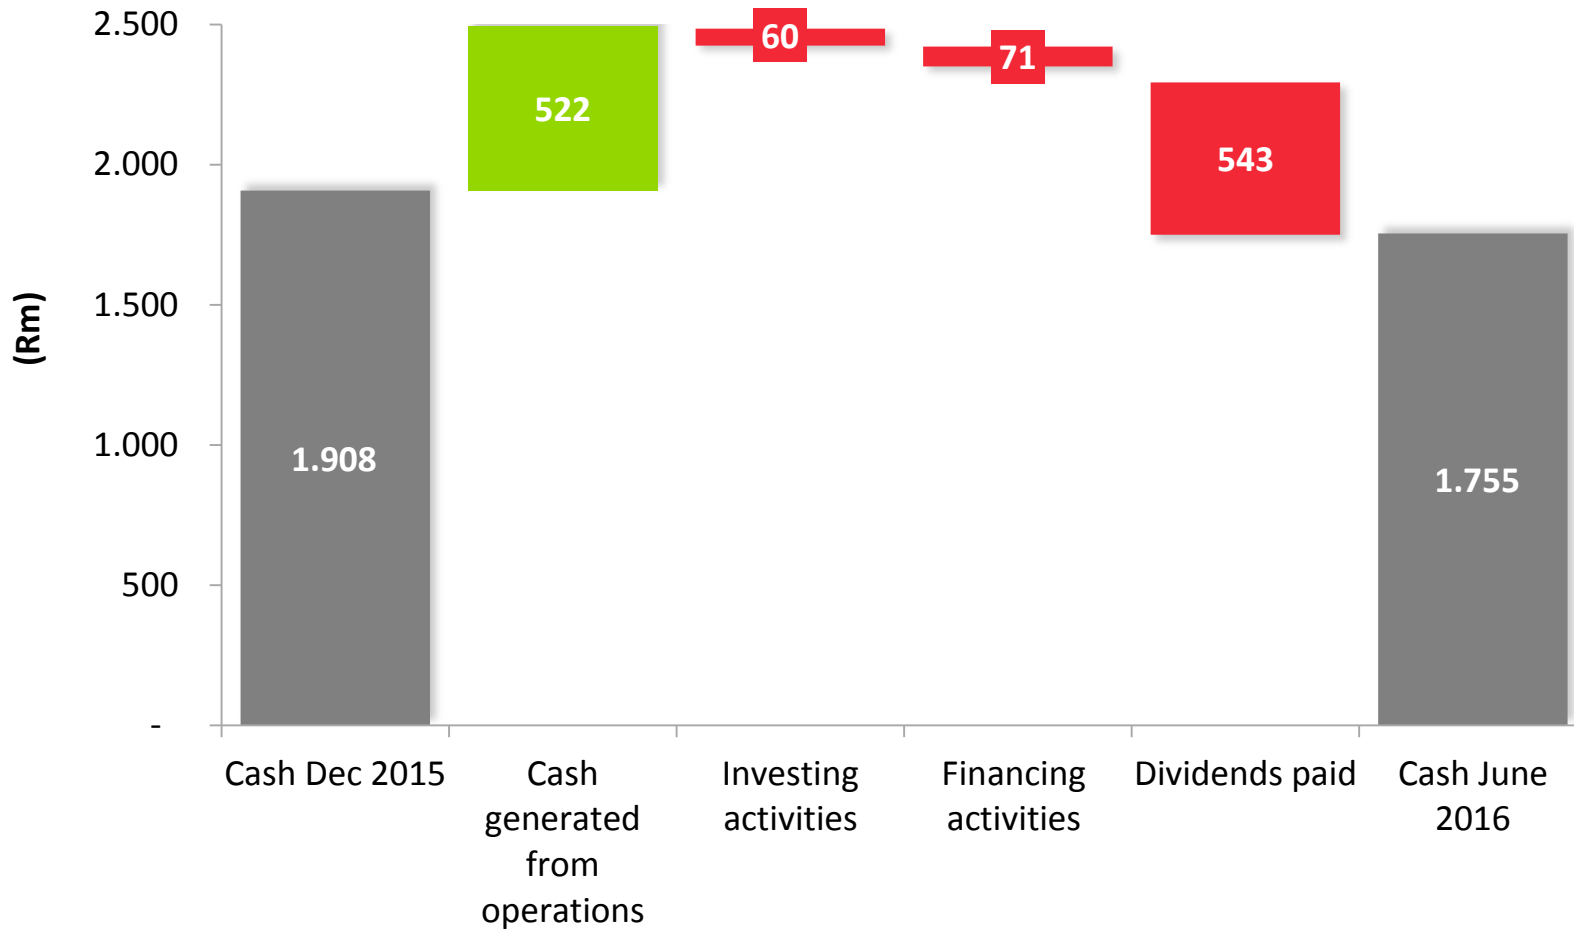 (Rm)
2.500
2.000
1.500
1.000
500
-
1.908
522
60
71
543
1.755
Cash Dec 2015
Cash
generated
from
operations
Investing
activities
Financing
activities
Dividends paid
Cash June
2016